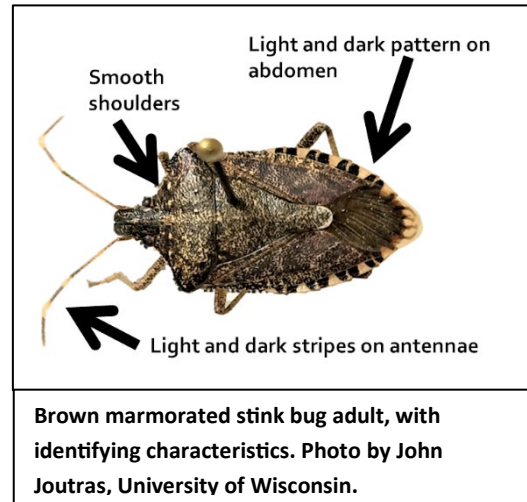 Light and dark pattern on
abdomen
Smooth
shoulders
Light and dark stripes on antennae
Brown marmorated stink bug adult, with
identifying characteristics. Photo by John
Joutras, University of Wisconsin.